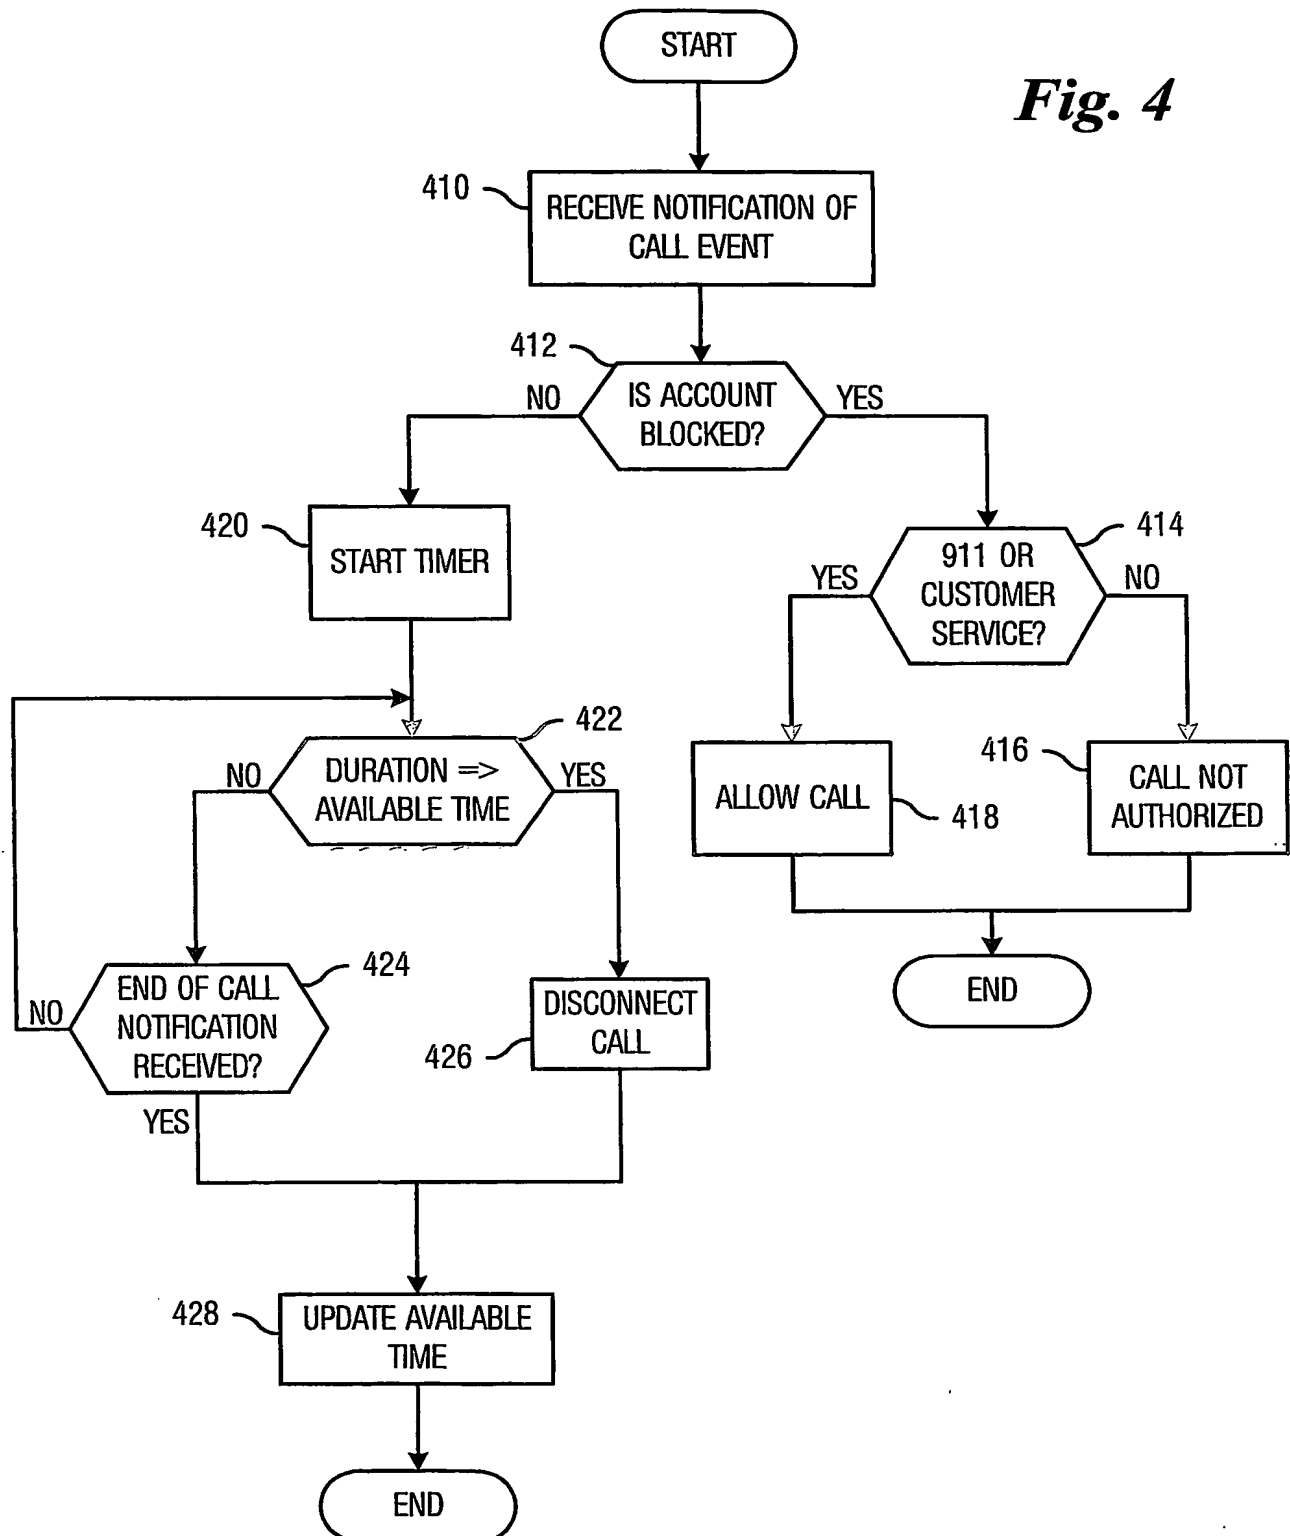 START
Fig. 4
410
RECEIVE NOTIFICATION OF
CALL EVENT
412
IS ACCOUNT
BLOCKED?
NO
YES
420
START TIMER
414
911 OR
CUSTOMER
SERVICE?
YES
NO
422
DURATION =>
AVAILABLE TIME
NO
YES
ALLOW CALL
418
416
CALL NOT
AUTHORIZED
424
END OF CALL
NOTIFICATION
RECEIVED?
NO
YES
DISCONNECT
CALL
426
END
428
UPDATE AVAILABLE
TIME
END